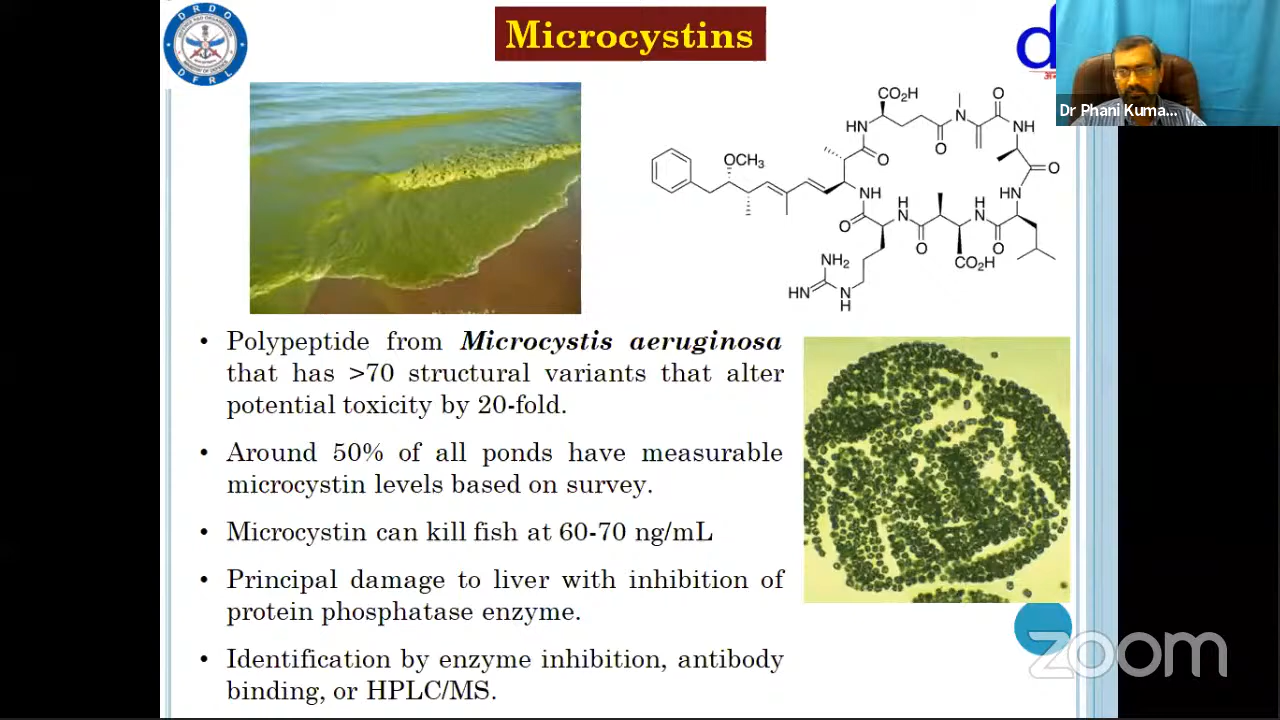 DRDO
DFRL
Microcystins
Dr Phani Kuma...
CO₂H
O
HN
N
O
NH
O
O
OCH₃
NH
HN
O
H
N
O
H
N
O
CO₂H
NH₂
HN
N
H
• Polypeptide from Microcystis aeruginosa
that has >70 structural variants that alter
potential toxicity by 20-fold.
• Around 50% of all ponds have measurable
microcystin levels based on survey.
• Microcystin can kill fish at 60-70 ng/mL
• Principal damage to liver with inhibition of
protein phosphatase enzyme.
• Identification by enzyme inhibition, antibody
binding, or HPLC/MS.
zoom